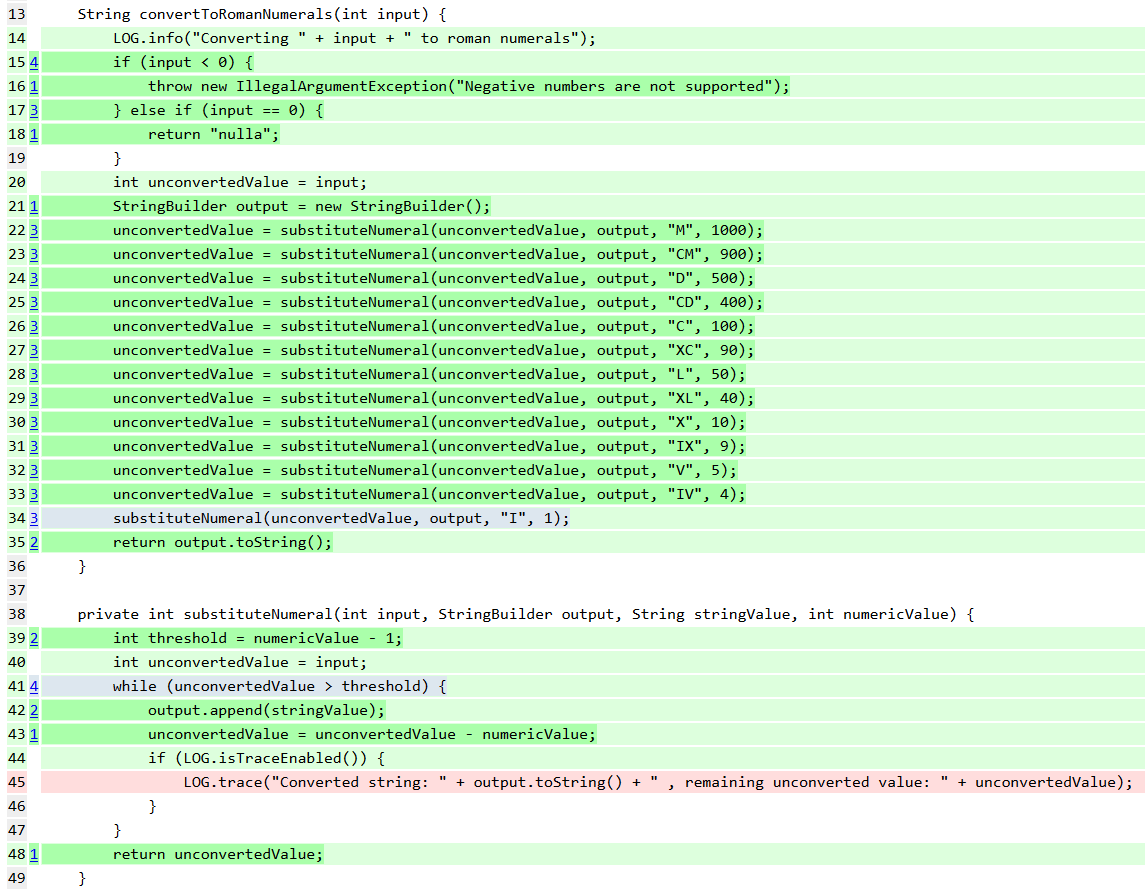 13 String convertToRomanNumerals(int input) {
14 LOG.info("Converting " + input + " to roman numerals");
15 4 if (input < 0) {
16 1 throw new IllegalArgumentException("Negative numbers are not supported");
17 3 } else if (input == 0) {
18 1 return "nulla";
19 }
20 int unconvertedValue = input;
21 1 StringBuilder output = new StringBuilder();
22 3 unconvertedValue = substituteNumeral(unconvertedValue, output, "M", 1000);
23 3 unconvertedValue = substituteNumeral(unconvertedValue, output, "CM", 900);
24 3 unconvertedValue = substituteNumeral(unconvertedValue, output, "D", 500);
25 3 unconvertedValue = substituteNumeral(unconvertedValue, output, "CD", 400);
26 3 unconvertedValue = substituteNumeral(unconvertedValue, output, "C", 100);
27 3 unconvertedValue = substituteNumeral(unconvertedValue, output, "XC", 90);
28 3 unconvertedValue = substituteNumeral(unconvertedValue, output, "L", 50);
29 3 unconvertedValue = substituteNumeral(unconvertedValue, output, "XL", 40);
30 3 unconvertedValue = substituteNumeral(unconvertedValue, output, "X", 10);
31 3 unconvertedValue = substituteNumeral(unconvertedValue, output, "IX", 9);
32 3 unconvertedValue = substituteNumeral(unconvertedValue, output, "V", 5);
33 3 unconvertedValue = substituteNumeral(unconvertedValue, output, "IV", 4);
34 3 substituteNumeral(unconvertedValue, output, "I", 1);
35 2 return output.toString();
36 }
37
38 private int substituteNumeral(int input, StringBuilder output, String stringValue, int numericValue) {
39 2 int threshold = numericValue - 1;
40 int unconvertedValue = input;
41 4 while (unconvertedValue > threshold) {
42 2 output.append(stringValue);
43 1 unconvertedValue = unconvertedValue - numericValue;
44 if (LOG.isTraceEnabled()) {
45 LOG.trace("Converted string: " + output.toString() + " , remaining unconverted value: " + unconvertedValue);
46 }
47 }
48 1 return unconvertedValue;
49 }